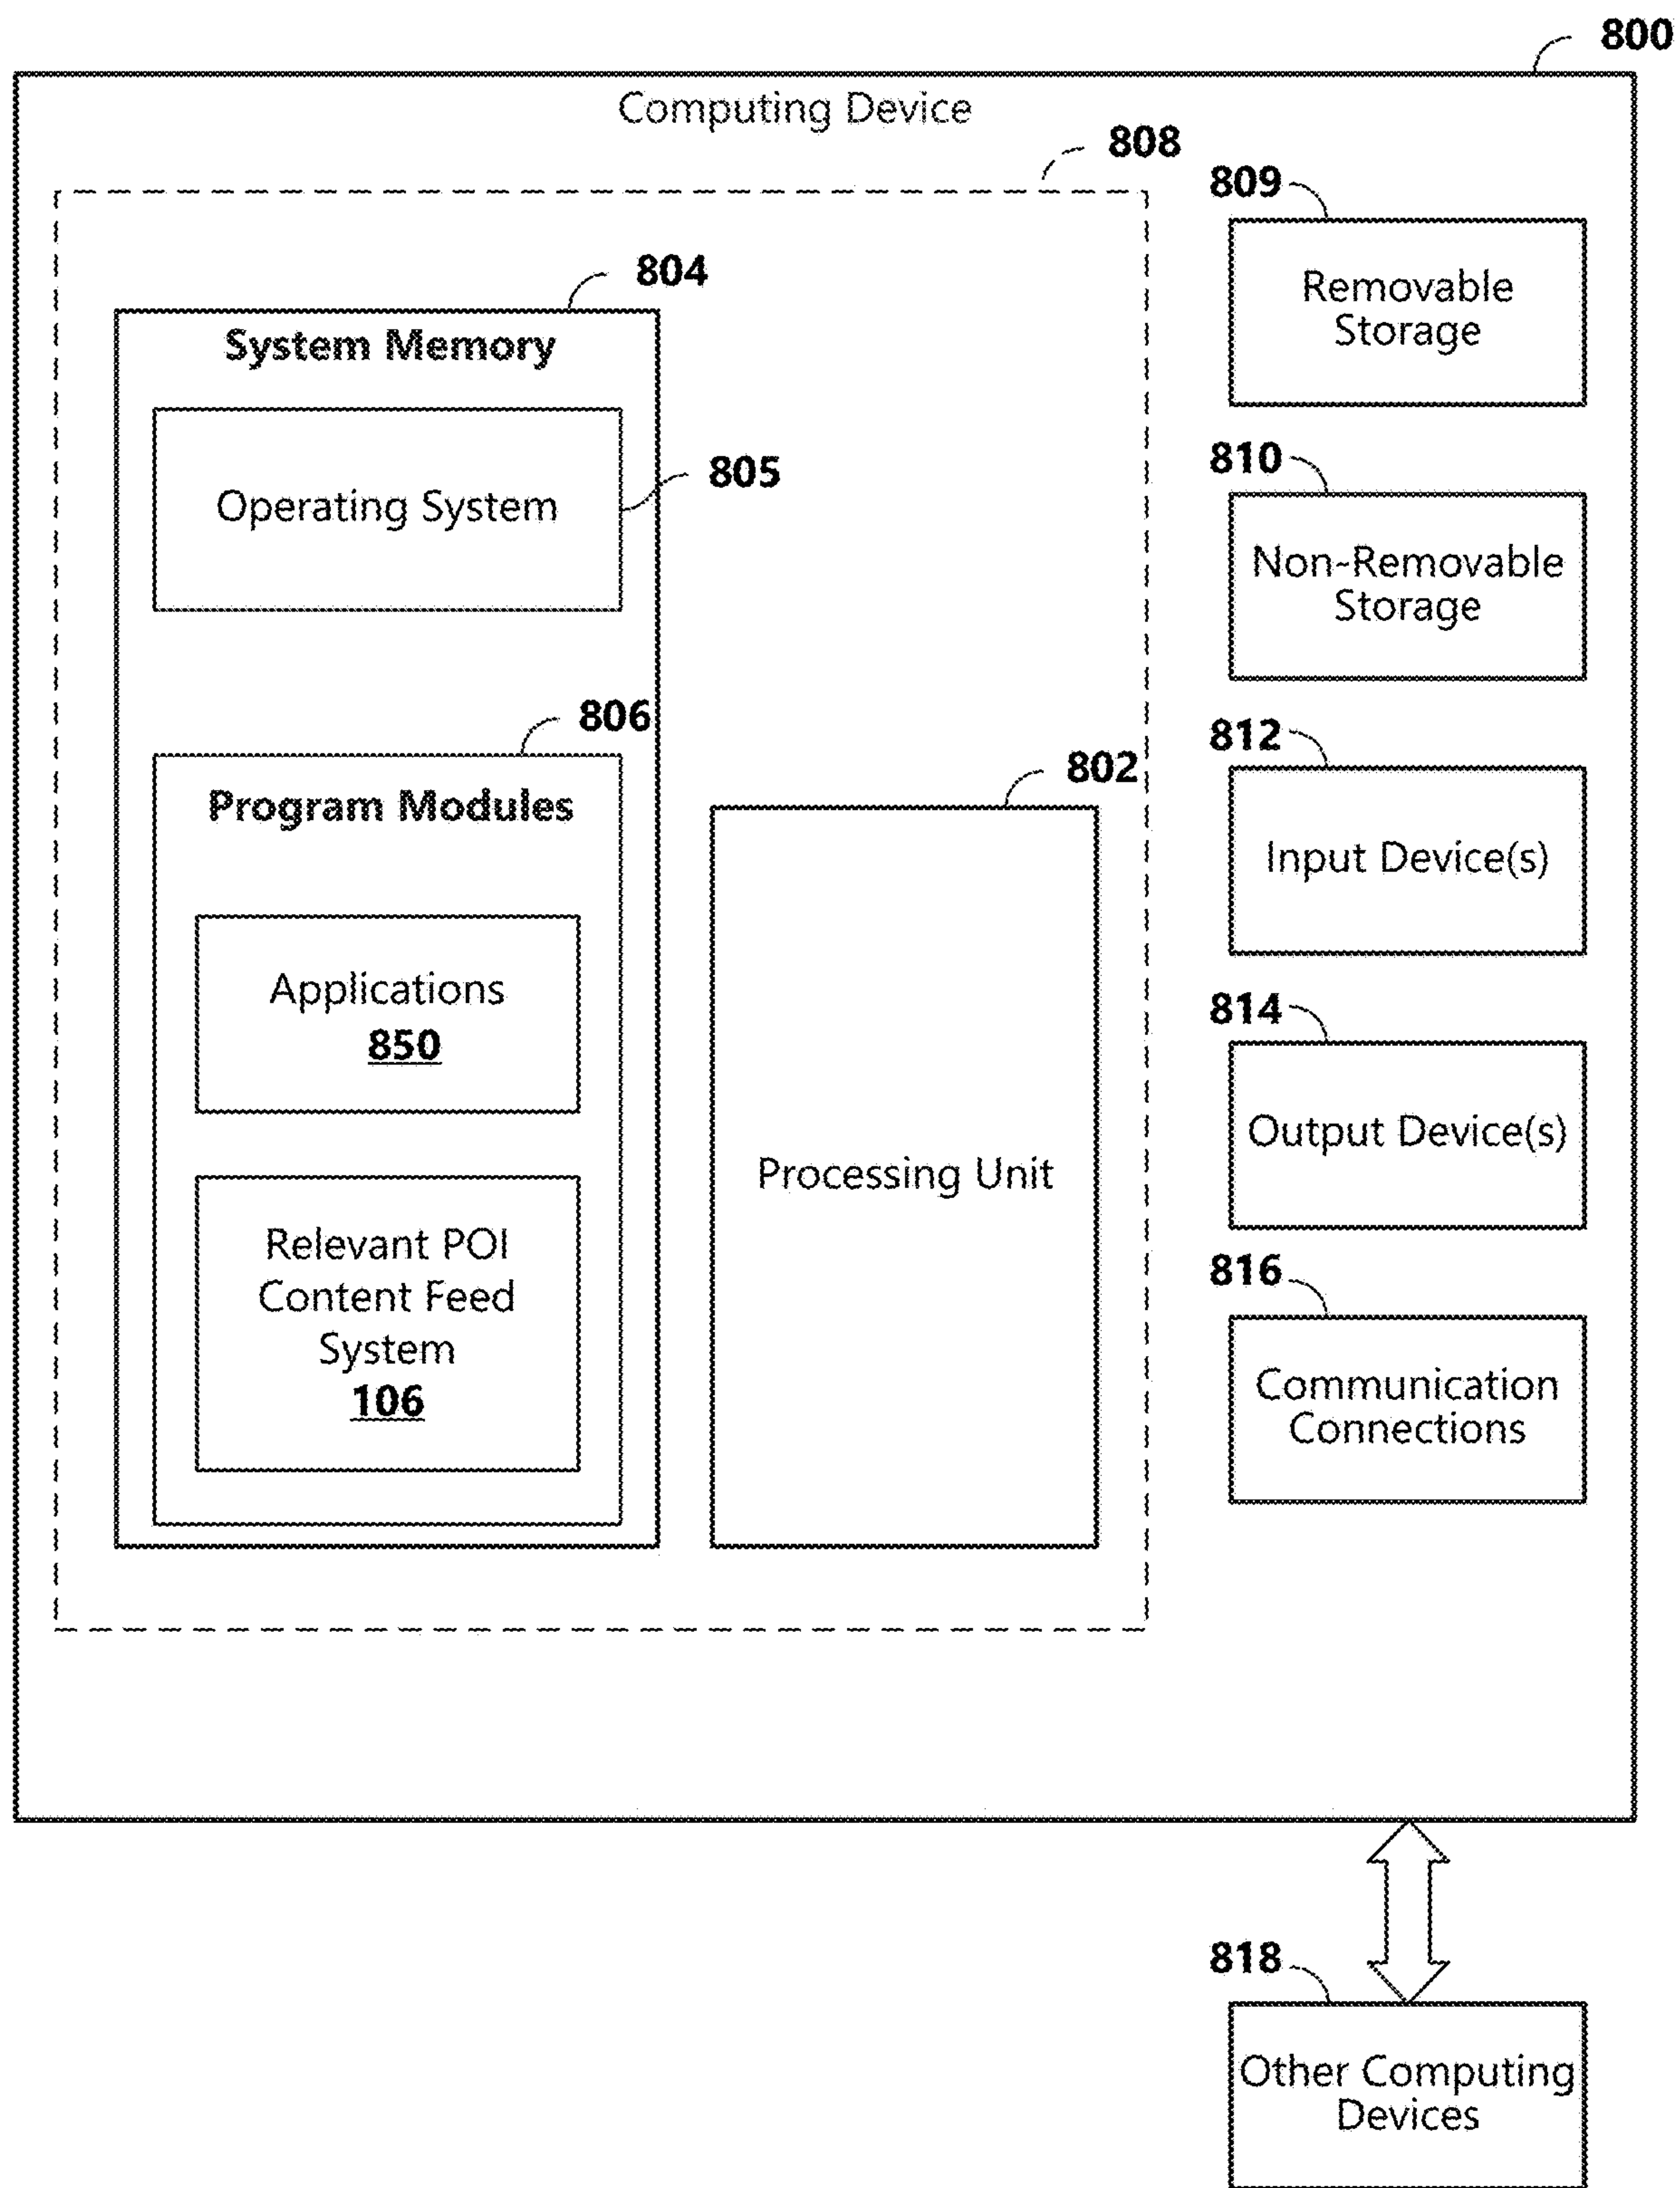 800
Computing Device
808
804
System Memory
Operating System
805
806
Program Modules
Applications
850
Relevant POI
Content Feed
System
106
802
Processing Unit
809
Removable
Storage
810
Non-Removable
Storage
812
Input Device(s)
814
Output Device(s)
816
Communication
Connections
818
Other Computing
Devices